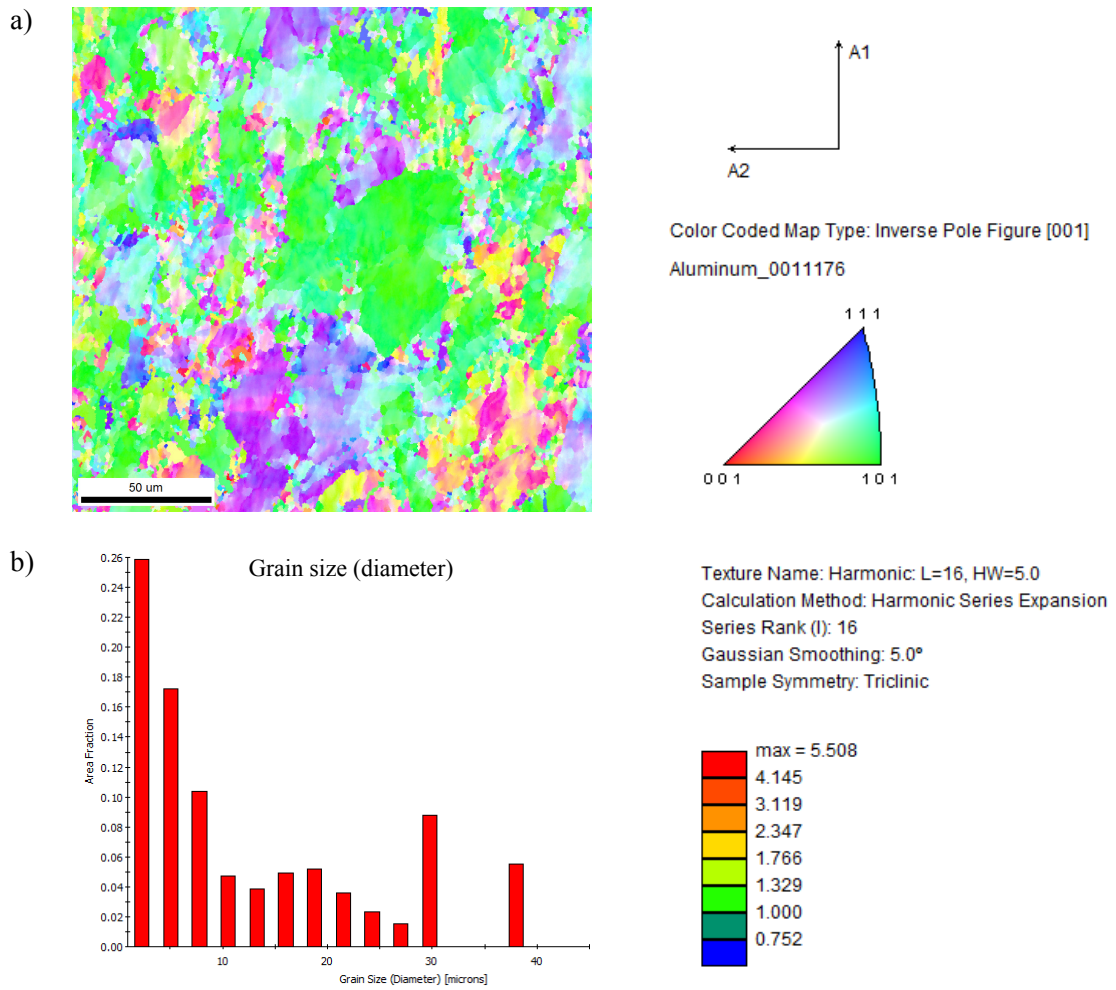 a)
A1
A2
Color Coded Map Type: Inverse Pole Figure [001]
Aluminum_0011176
1 1 1
0 0 1
1 0 1
50 um
b)
Grain size (diameter)
0.26
0.24
0.22
0.20
0.18
0.16
0.14
0.12
0.10
0.08
0.06
0.04
0.02
0.00
Area Fraction
10
20
30
40
Grain Size (Diameter) [microns]
Texture Name: Harmonic: L=16, HW=5.0
Calculation Method: Harmonic Series Expansion
Series Rank (l): 16
Gaussian Smoothing: 5.0º
Sample Symmetry: Triclinic
max = 5.508
4.145
3.119
2.347
1.766
1.329
1.000
0.752